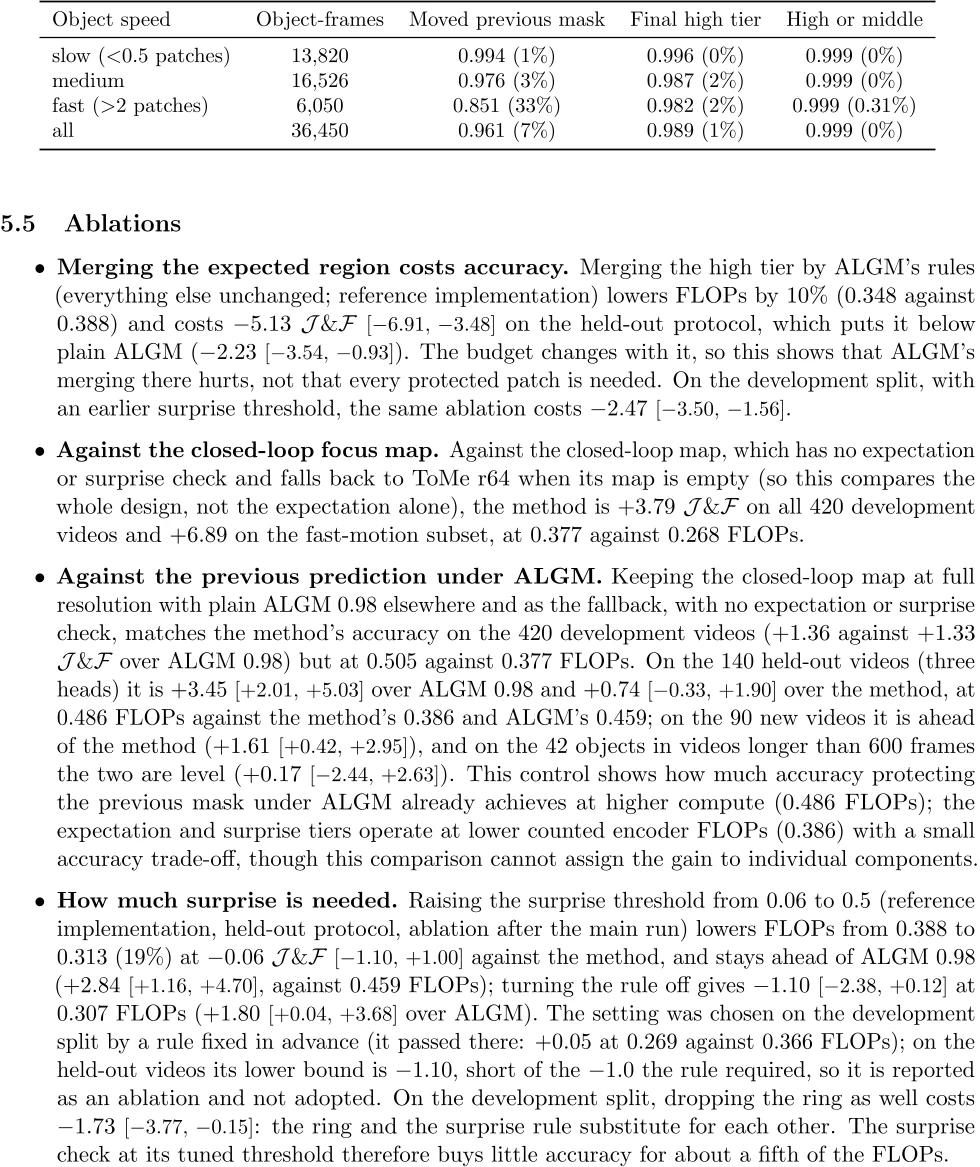 Object speed Object-frames Moved previous mask Final high tier High or middle
slow (<0.5 patches) 13,820 0.994 (1%) 0.996 (0%) 0.999 (0%)
medium 16,526 0.976 (3%) 0.987 (2%) 0.999 (0%)
fast (>2 patches) 6,050 0.851 (33%) 0.982 (2%) 0.999 (0.31%)
all 36,450 0.961 (7%) 0.989 (1%) 0.999 (0%)
5.5 Ablations
• Merging the expected region costs accuracy. Merging the high tier by ALGM's rules
(everything else unchanged; reference implementation) lowers FLOPs by 10% (0.348 against
0.388) and costs −5.13 J&F [−6.91, −3.48] on the held-out protocol, which puts it below
plain ALGM (−2.23 [−3.54, −0.93]). The budget changes with it, so this shows that ALGM's
merging there hurts, not that every protected patch is needed. On the development split, with
an earlier surprise threshold, the same ablation costs −2.47 [−3.50, −1.56].
• Against the closed-loop focus map. Against the closed-loop map, which has no expectation
or surprise check and falls back to ToMe r64 when its map is empty (so this compares the
whole design, not the expectation alone), the method is +3.79 J&F on all 420 development
videos and +6.89 on the fast-motion subset, at 0.377 against 0.268 FLOPs.
• Against the previous prediction under ALGM. Keeping the closed-loop map at full
resolution with plain ALGM 0.98 elsewhere and as the fallback, with no expectation or surprise
check, matches the method's accuracy on the 420 development videos (+1.36 against +1.33
J&F over ALGM 0.98) but at 0.505 against 0.377 FLOPs. On the 140 held-out videos (three
heads) it is +3.45 [+2.01, +5.03] over ALGM 0.98 and +0.74 [−0.33, +1.90] over the method, at
0.486 FLOPs against the method's 0.386 and ALGM's 0.459; on the 90 new videos it is ahead
of the method (+1.61 [+0.42, +2.95]), and on the 42 objects in videos longer than 600 frames
the two are level (+0.17 [−2.44, +2.63]). This control shows how much accuracy protecting
the previous mask under ALGM already achieves at higher compute (0.486 FLOPs); the
expectation and surprise tiers operate at lower counted encoder FLOPs (0.386) with a small
accuracy trade-off, though this comparison cannot assign the gain to individual components.
• How much surprise is needed. Raising the surprise threshold from 0.06 to 0.5 (reference
implementation, held-out protocol, ablation after the main run) lowers FLOPs from 0.388 to
0.313 (19%) at −0.06 J&F [−1.10, +1.00] against the method, and stays ahead of ALGM 0.98
(+2.84 [+1.16, +4.70], against 0.459 FLOPs); turning the rule off gives −1.10 [−2.38, +0.12] at
0.307 FLOPs (+1.80 [+0.04, +3.68] over ALGM). The setting was chosen on the development
split by a rule fixed in advance (it passed there: +0.05 at 0.269 against 0.366 FLOPs); on the
held-out videos its lower bound is −1.10, short of the −1.0 the rule required, so it is reported
as an ablation and not adopted. On the development split, dropping the ring as well costs
−1.73 [−3.77, −0.15]: the ring and the surprise rule substitute for each other. The surprise
check at its tuned threshold therefore buys little accuracy for about a fifth of the FLOPs.